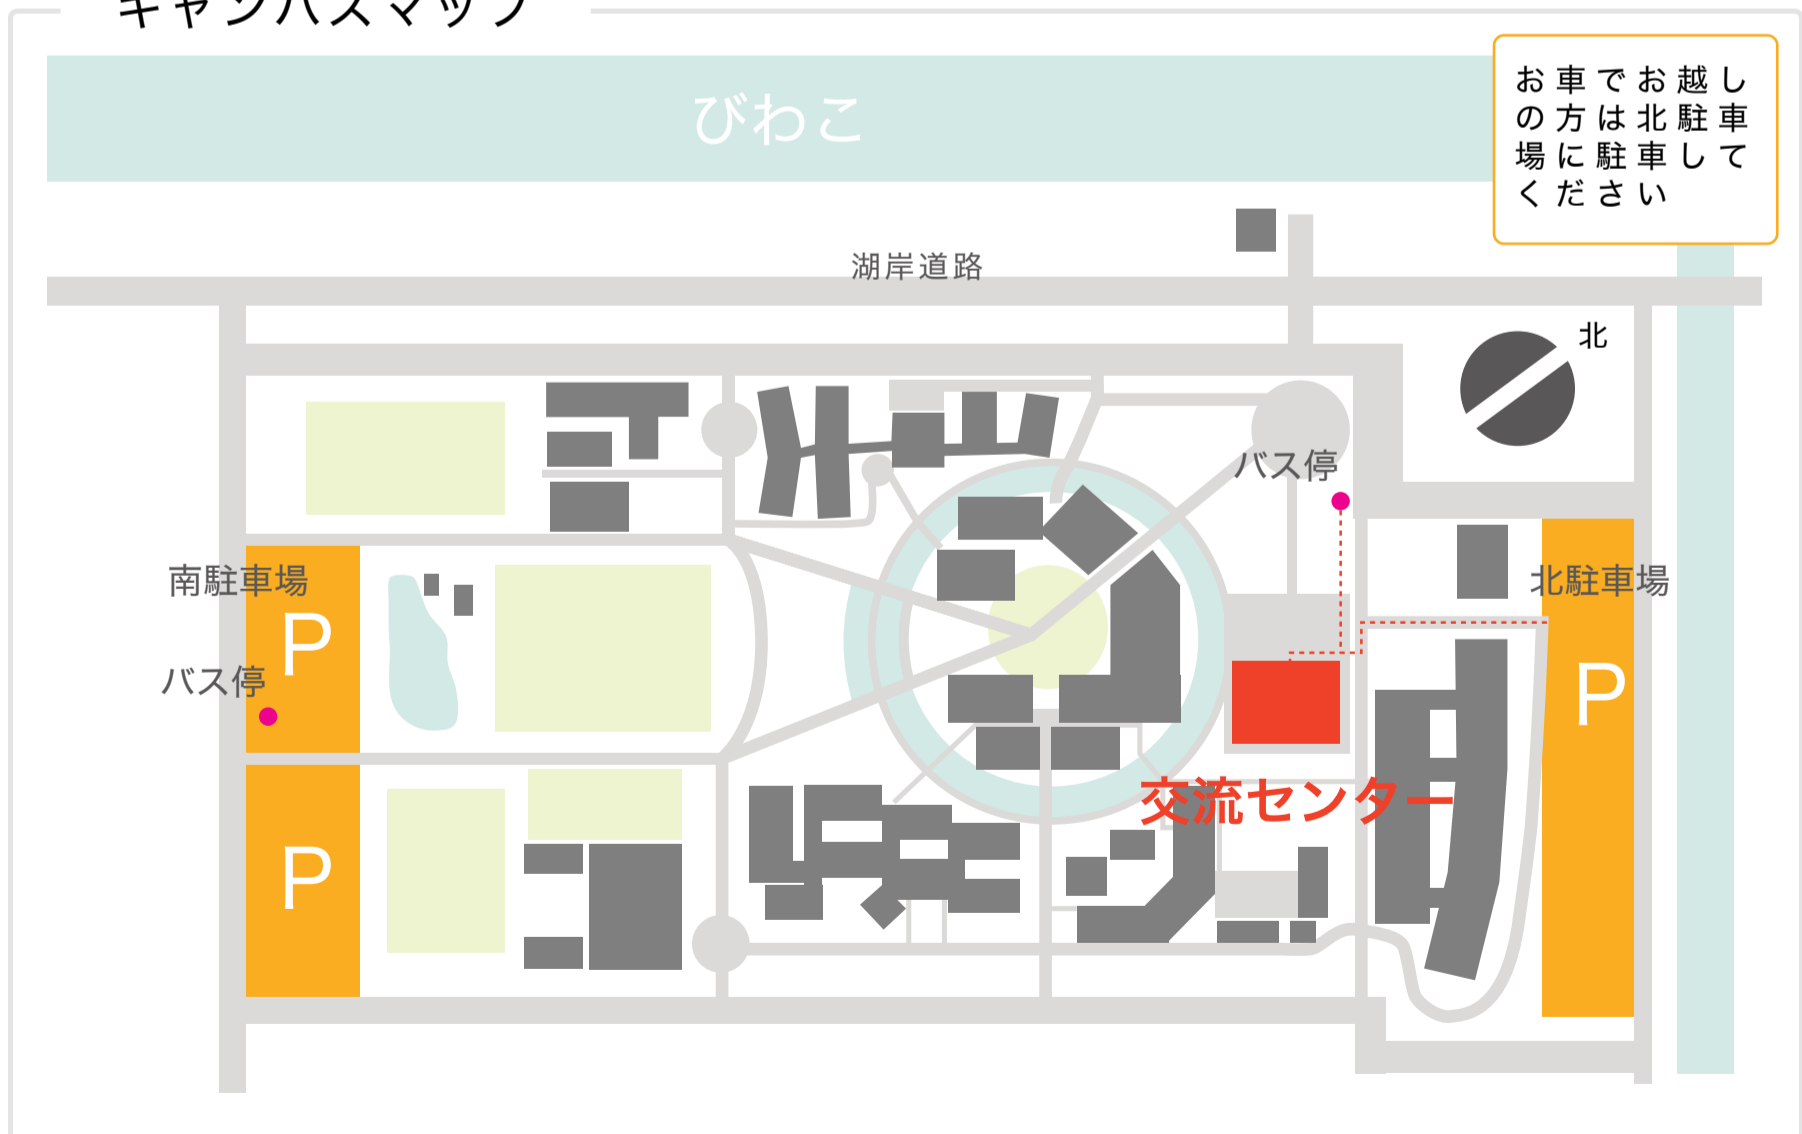 キャンパスマップ
お車でお越し
の方は北駐車
場に駐車して
ください
びわこ
湖岸道路
北
バス停
南駐車場
北駐車場
P
バス停
P
交流センター
P